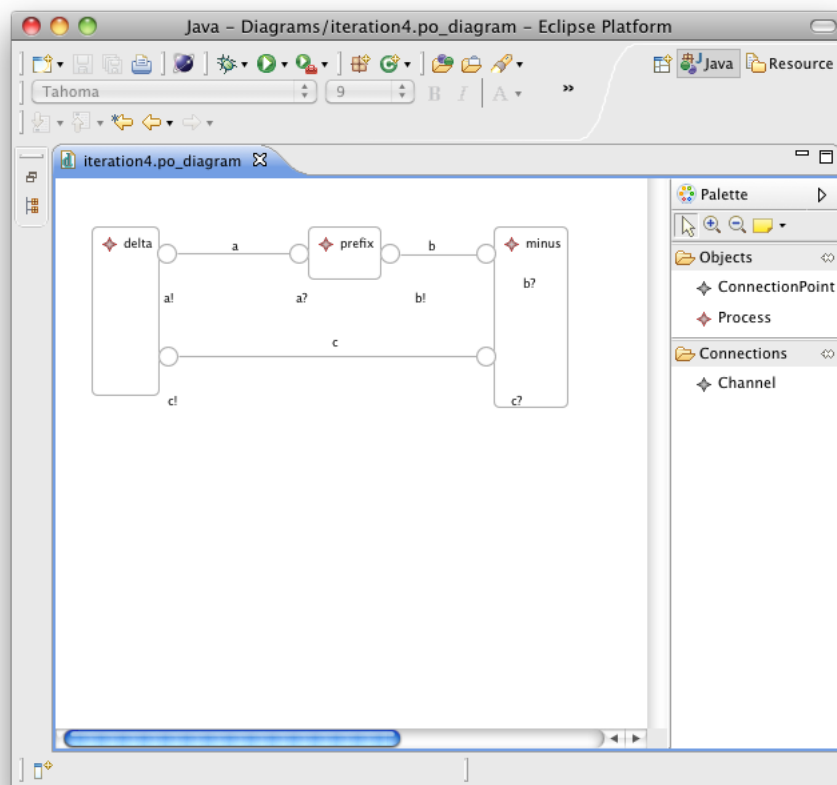 Java – Diagrams/iteration4.po_diagram – Eclipse Platform
Java Resource
Tahoma 9 B I A »
iteration4.po_diagram
Palette
delta a prefix b minus
Objects
b?
ConnectionPoint
a! a? b!
Process
c
Connections
Channel
c! c?